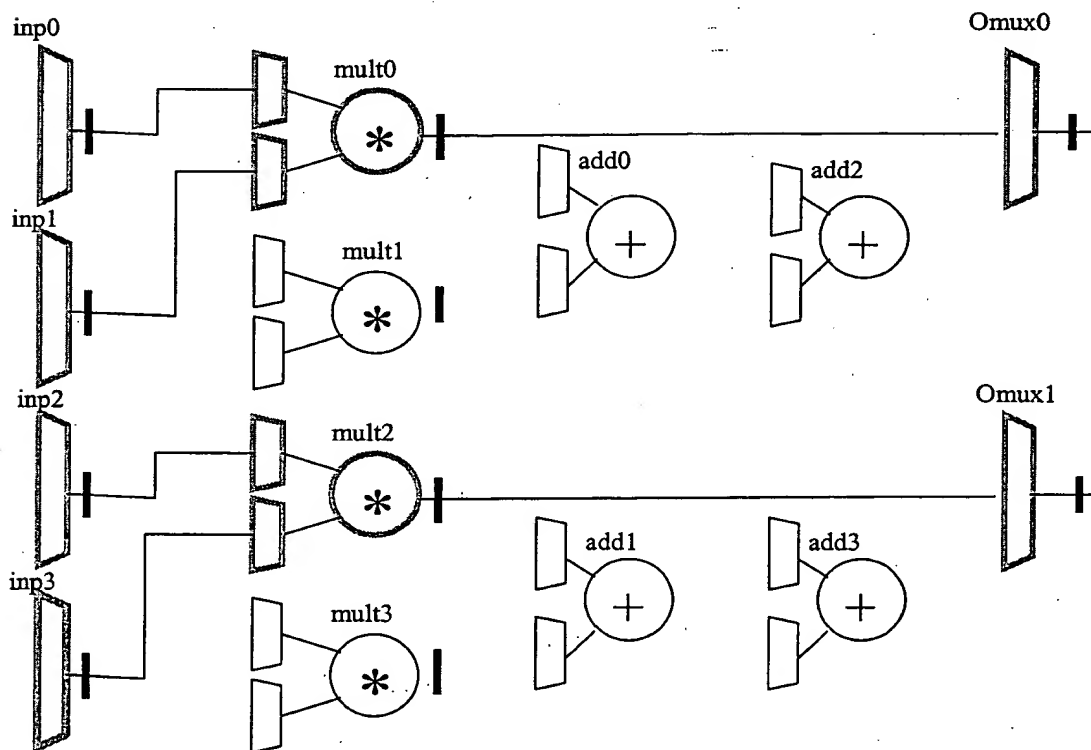 inp0
Omux0
mult0
*
add0
add2
+
+
inp1
mult1
*
inp2
Omux1
mult2
*
add1
add3
+
+
inp3
mult3
*